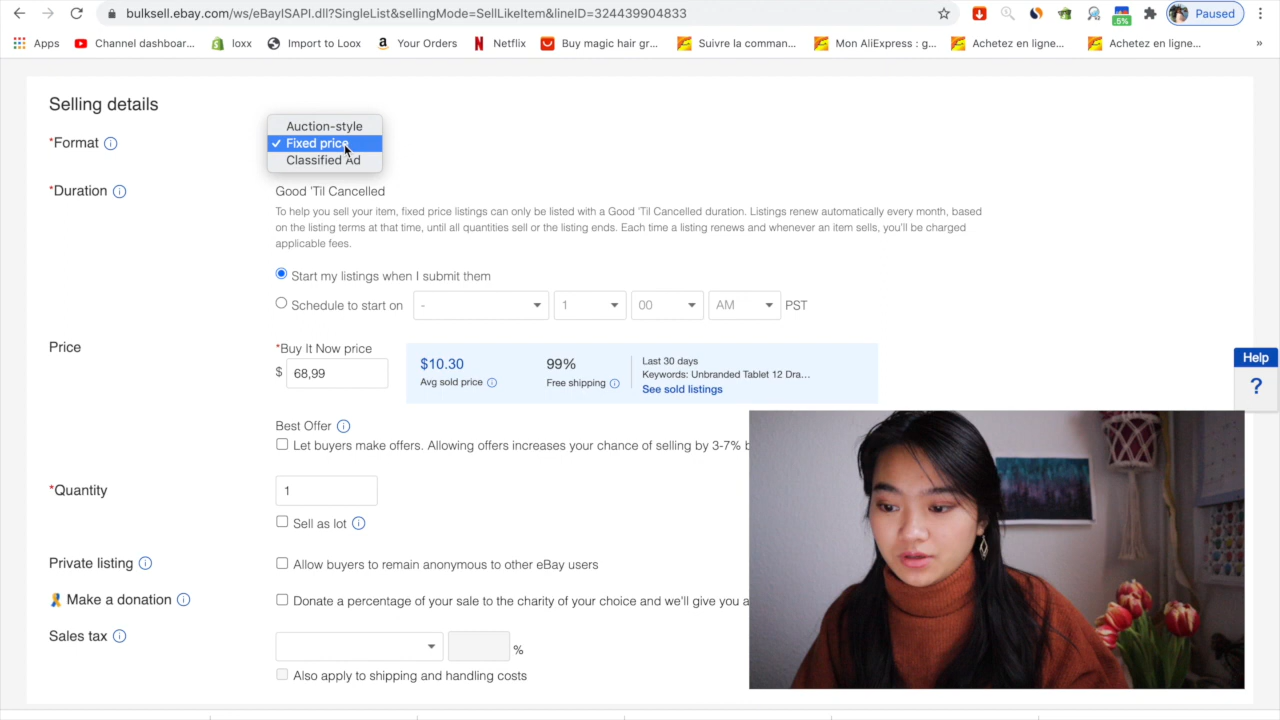 bulksell.ebay.com/ws/eBayISAPI.dll?SingleList&sellingMode=SellLikeItem&lineID=324439904833
.5%
Paused
Apps
Channel dashboar...
loxx
Import to Loox
Your Orders
Netflix
Buy magic hair gr...
Suivre la comman...
Mon AliExpress : g...
Achetez en ligne...
Achetez en ligne...
»
Selling details
*Format
Auction-style
✓ Fixed price
Classified Ad
*Duration
Good 'Til Cancelled
To help you sell your item, fixed price listings can only be listed with a Good 'Til Cancelled duration. Listings renew automatically every month, based
on the listing terms at that time, until all quantities sell or the listing ends. Each time a listing renews and whenever an item sells, you'll be charged
applicable fees.
Start my listings when I submit them
Schedule to start on - 1 00 AM PST
Price
*Buy It Now price
$ 68,99
$10.30
Avg sold price
99%
Free shipping
Last 30 days
Keywords: Unbranded Tablet 12 Dra...
See sold listings
Help
?
Best Offer
Let buyers make offers. Allowing offers increases your chance of selling by 3-7% b
*Quantity
1
Sell as lot
Private listing
Allow buyers to remain anonymous to other eBay users
Make a donation
Donate a percentage of your sale to the charity of your choice and we'll give you a
Sales tax
%
Also apply to shipping and handling costs